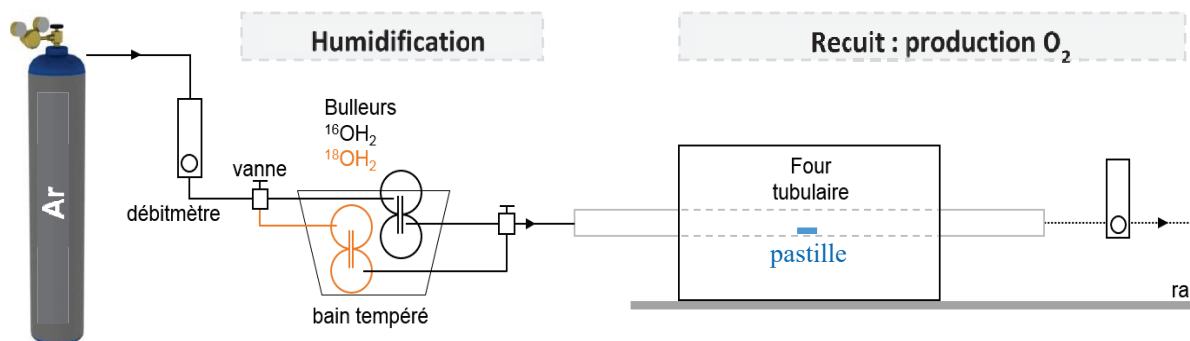 Humidification
Recuit : production O₂
Bulleurs
¹⁶OH₂
¹⁸OH₂
vanne
Ar
débitmètre
Four
tubulaire
pastille
bain tempéré
ra